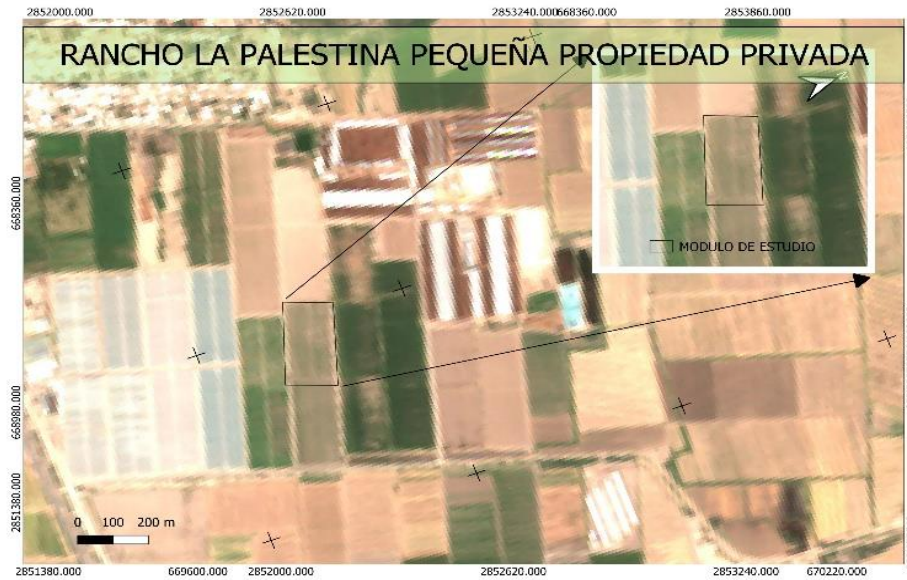 2852000.000 2852620.000 2853240.000668360.000 2853860.000
RANCHO LA PALESTINA PEQUEÑA PROPIEDAD PRIVADA
668360.000
MODULO DE ESTUDIO
668980.000
2851380.000
0 100 200 m
2851380.000 669600.000 2852000.000 2852620.000 2853240.000 670220.000